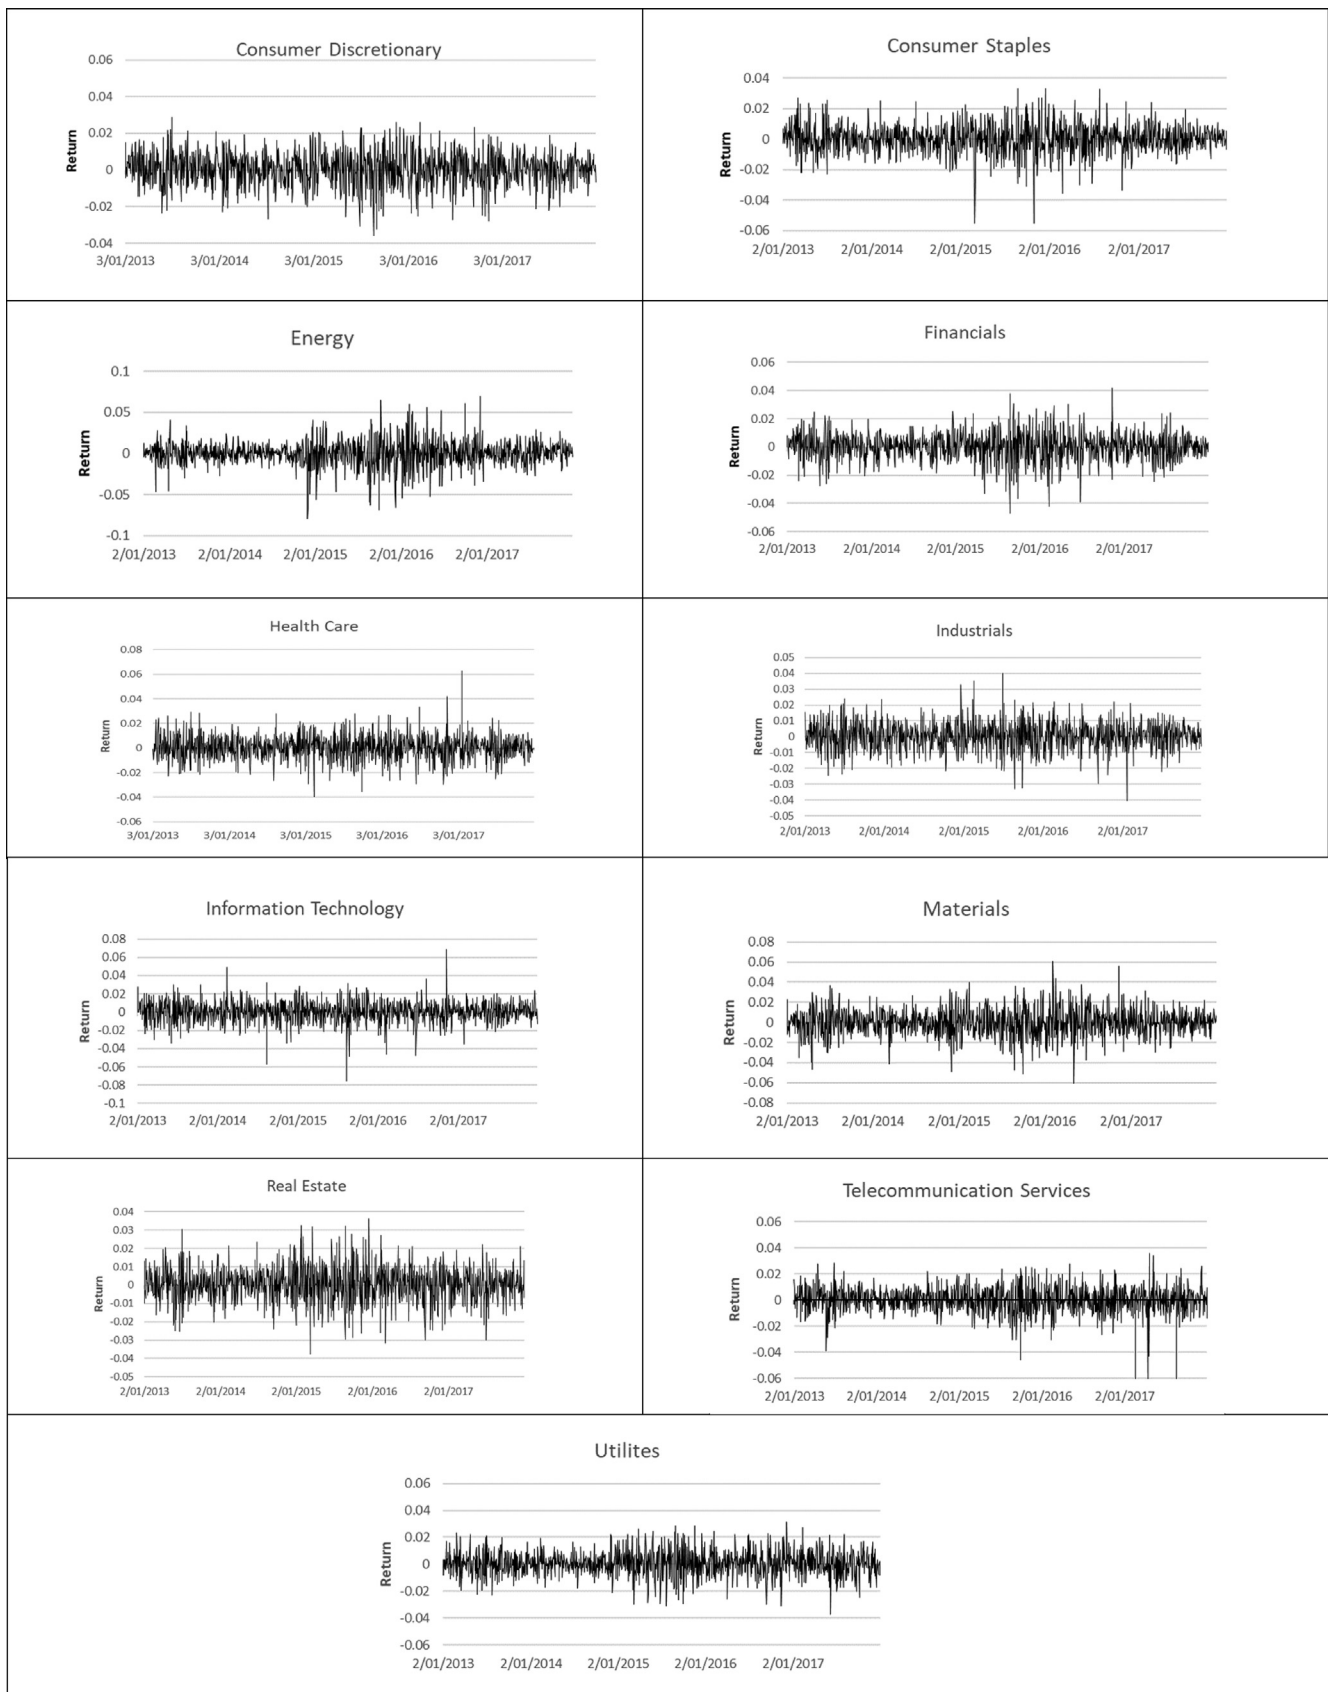 Consumer Discretionary
0.06
0.04
0.02
0
-0.02
-0.04
Return
3/01/2013 3/01/2014 3/01/2015 3/01/2016 3/01/2017
Consumer Staples
0.04
0.02
0
-0.02
-0.04
-0.06
Return
2/01/2013 2/01/2014 2/01/2015 2/01/2016 2/01/2017
Energy
0.1
0.05
0
-0.05
-0.1
Return
2/01/2013 2/01/2014 2/01/2015 2/01/2016 2/01/2017
Financials
0.06
0.04
0.02
0
-0.02
-0.04
-0.06
Return
2/01/2013 2/01/2014 2/01/2015 2/01/2016 2/01/2017
Health Care
0.08
0.06
0.04
0.02
0
-0.02
-0.04
-0.06
Return
3/01/2013 3/01/2014 3/01/2015 3/01/2016 3/01/2017
Industrials
0.05
0.04
0.03
0.02
0.01
0
-0.01
-0.02
-0.03
-0.04
-0.05
Return
2/01/2013 2/01/2014 2/01/2015 2/01/2016 2/01/2017
Information Technology
0.08
0.06
0.04
0.02
0
-0.02
-0.04
-0.06
-0.08
-0.1
Return
2/01/2013 2/01/2014 2/01/2015 2/01/2016 2/01/2017
Materials
0.08
0.06
0.04
0.02
0
-0.02
-0.04
-0.06
-0.08
Return
2/01/2013 2/01/2014 2/01/2015 2/01/2016 2/01/2017
Real Estate
0.04
0.03
0.02
0.01
0
-0.01
-0.02
-0.03
-0.04
-0.05
Return
2/01/2013 2/01/2014 2/01/2015 2/01/2016 2/01/2017
Telecommunication Services
0.06
0.04
0.02
0
-0.02
-0.04
-0.06
Return
2/01/2013 2/01/2014 2/01/2015 2/01/2016 2/01/2017
Utilites
0.06
0.04
0.02
0
-0.02
-0.04
-0.06
Return
2/01/2013 2/01/2014 2/01/2015 2/01/2016 2/01/2017